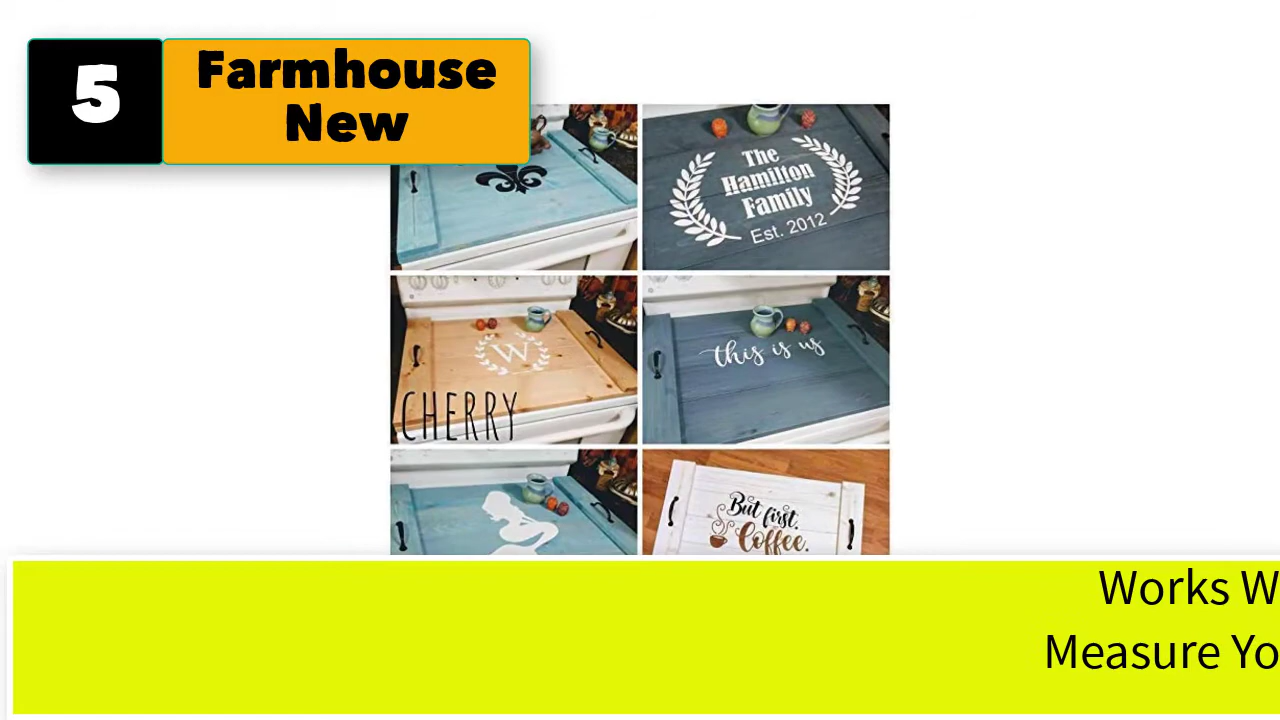 5
Farmhouse
New
The
Hamilton
Family
Est. 2012
W
CHERRY
this is us
But first,
Coffee.
Works W
Measure Yo